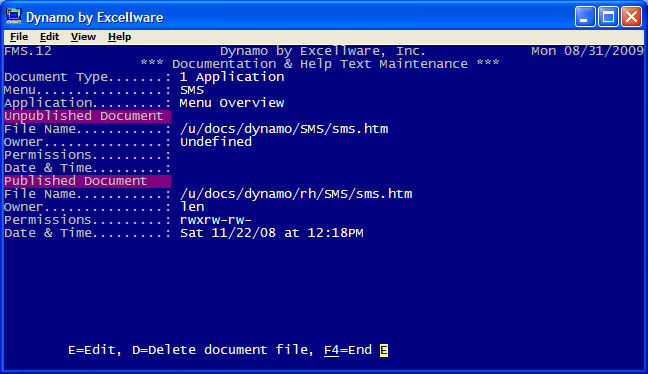 Dynamo by Excellware
File Edit View Help
FMS.12 Dynamo by Excellware, Inc. Mon 08/31/2009
*** Documentation & Help Text Maintenance ***
Document Type.......: 1 Application
Menu................: SMS
Application.........: Menu Overview
Unpublished Document
File Name...........: /u/docs/dynamo/SMS/sms.htm
Owner...............: Undefined
Permissions.........:
Date & Time.........:
Published Document
File Name...........: /u/docs/dynamo/rh/SMS/sms.htm
Owner...............: len
Permissions.........: rwxrw-rw-
Date & Time.........: Sat 11/22/08 at 12:18PM
E=Edit, D=Delete document file, F4=End E